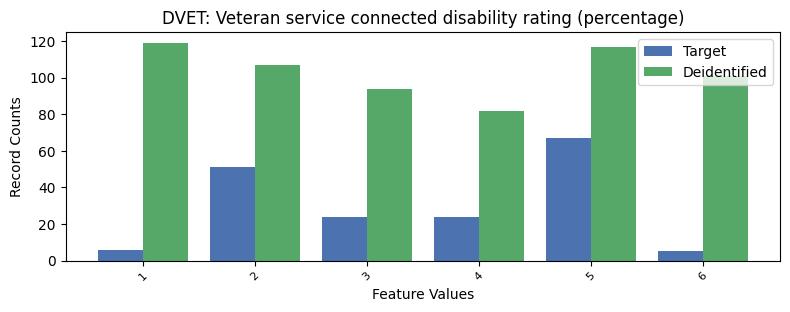 DVET: Veteran service connected disability rating (percentage)
Record Counts
120
100
80
60
40
20
0
Target
Deidentified
1 2 3 4 5 6
Feature Values